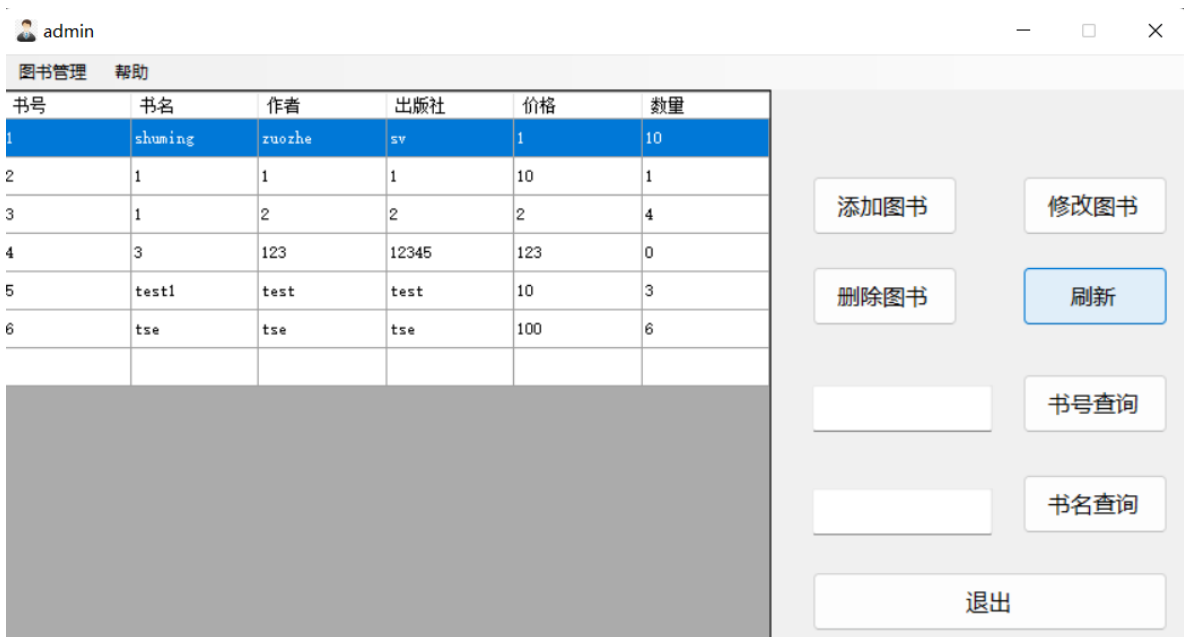 admin
图书管理 帮助
书号 书名 作者 出版社 价格 数量
1 shuming zuozhe sv 1 10
2 1 1 1 10 1
3 1 2 2 2 4
4 3 123 12345 123 0
5 test1 test test 10 3
6 tse tse tse 100 6
添加图书 修改图书
删除图书 刷新
书号查询
书名查询
退出